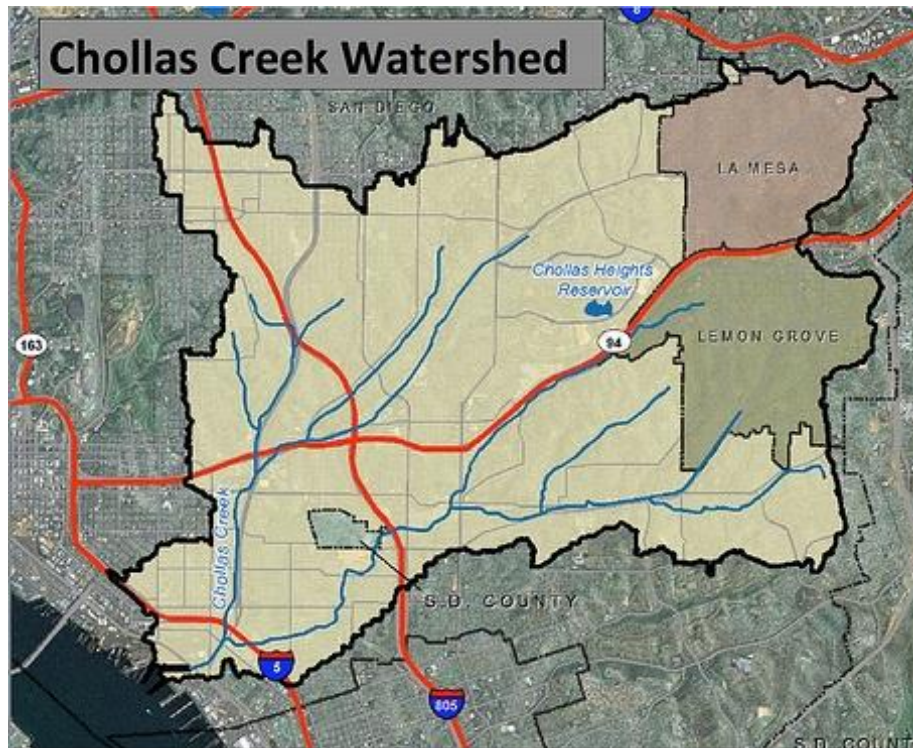 8
Chollas Creek Watershed
SAN DIEGO
LA MESA
Chollas Heights
Reservoir
163
94
LEMON GROVE
Chollas Creek
S.D. COUNTY
5
805
S.D. COUNT